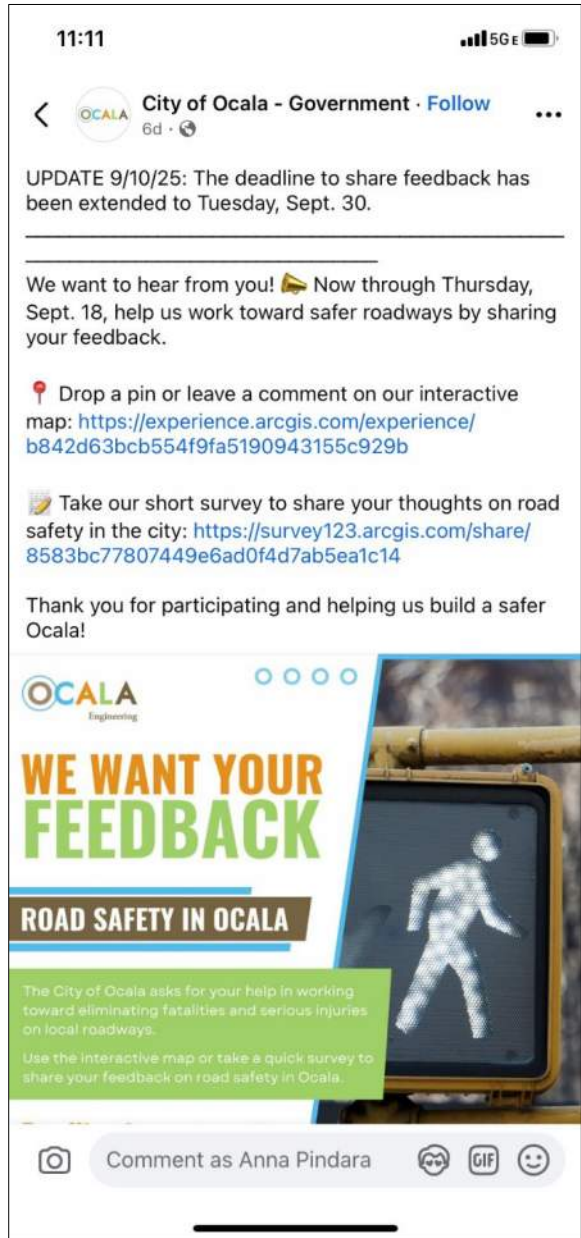 11:11
5G E
OCALA
City of Ocala - Government · Follow
6d ·
UPDATE 9/10/25: The deadline to share feedback has
been extended to Tuesday, Sept. 30.
We want to hear from you! 📣 Now through Thursday,
Sept. 18, help us work toward safer roadways by sharing
your feedback.
📍 Drop a pin or leave a comment on our interactive
map: https://experience.arcgis.com/experience/
b842d63bcb554f9fa5190943155c929b
📝 Take our short survey to share your thoughts on road
safety in the city: https://survey123.arcgis.com/share/
8583bc77807449e6ad0f4d7ab5ea1c14
Thank you for participating and helping us build a safer
Ocala!
OCALA
Engineering
WE WANT YOUR
FEEDBACK
ROAD SAFETY IN OCALA
The City of Ocala asks for your help in working
toward eliminating fatalities and serious injuries
on local roadways.
Use the interactive map or take a quick survey to
share your feedback on road safety in Ocala.
Comment as Anna Pindara
GIF